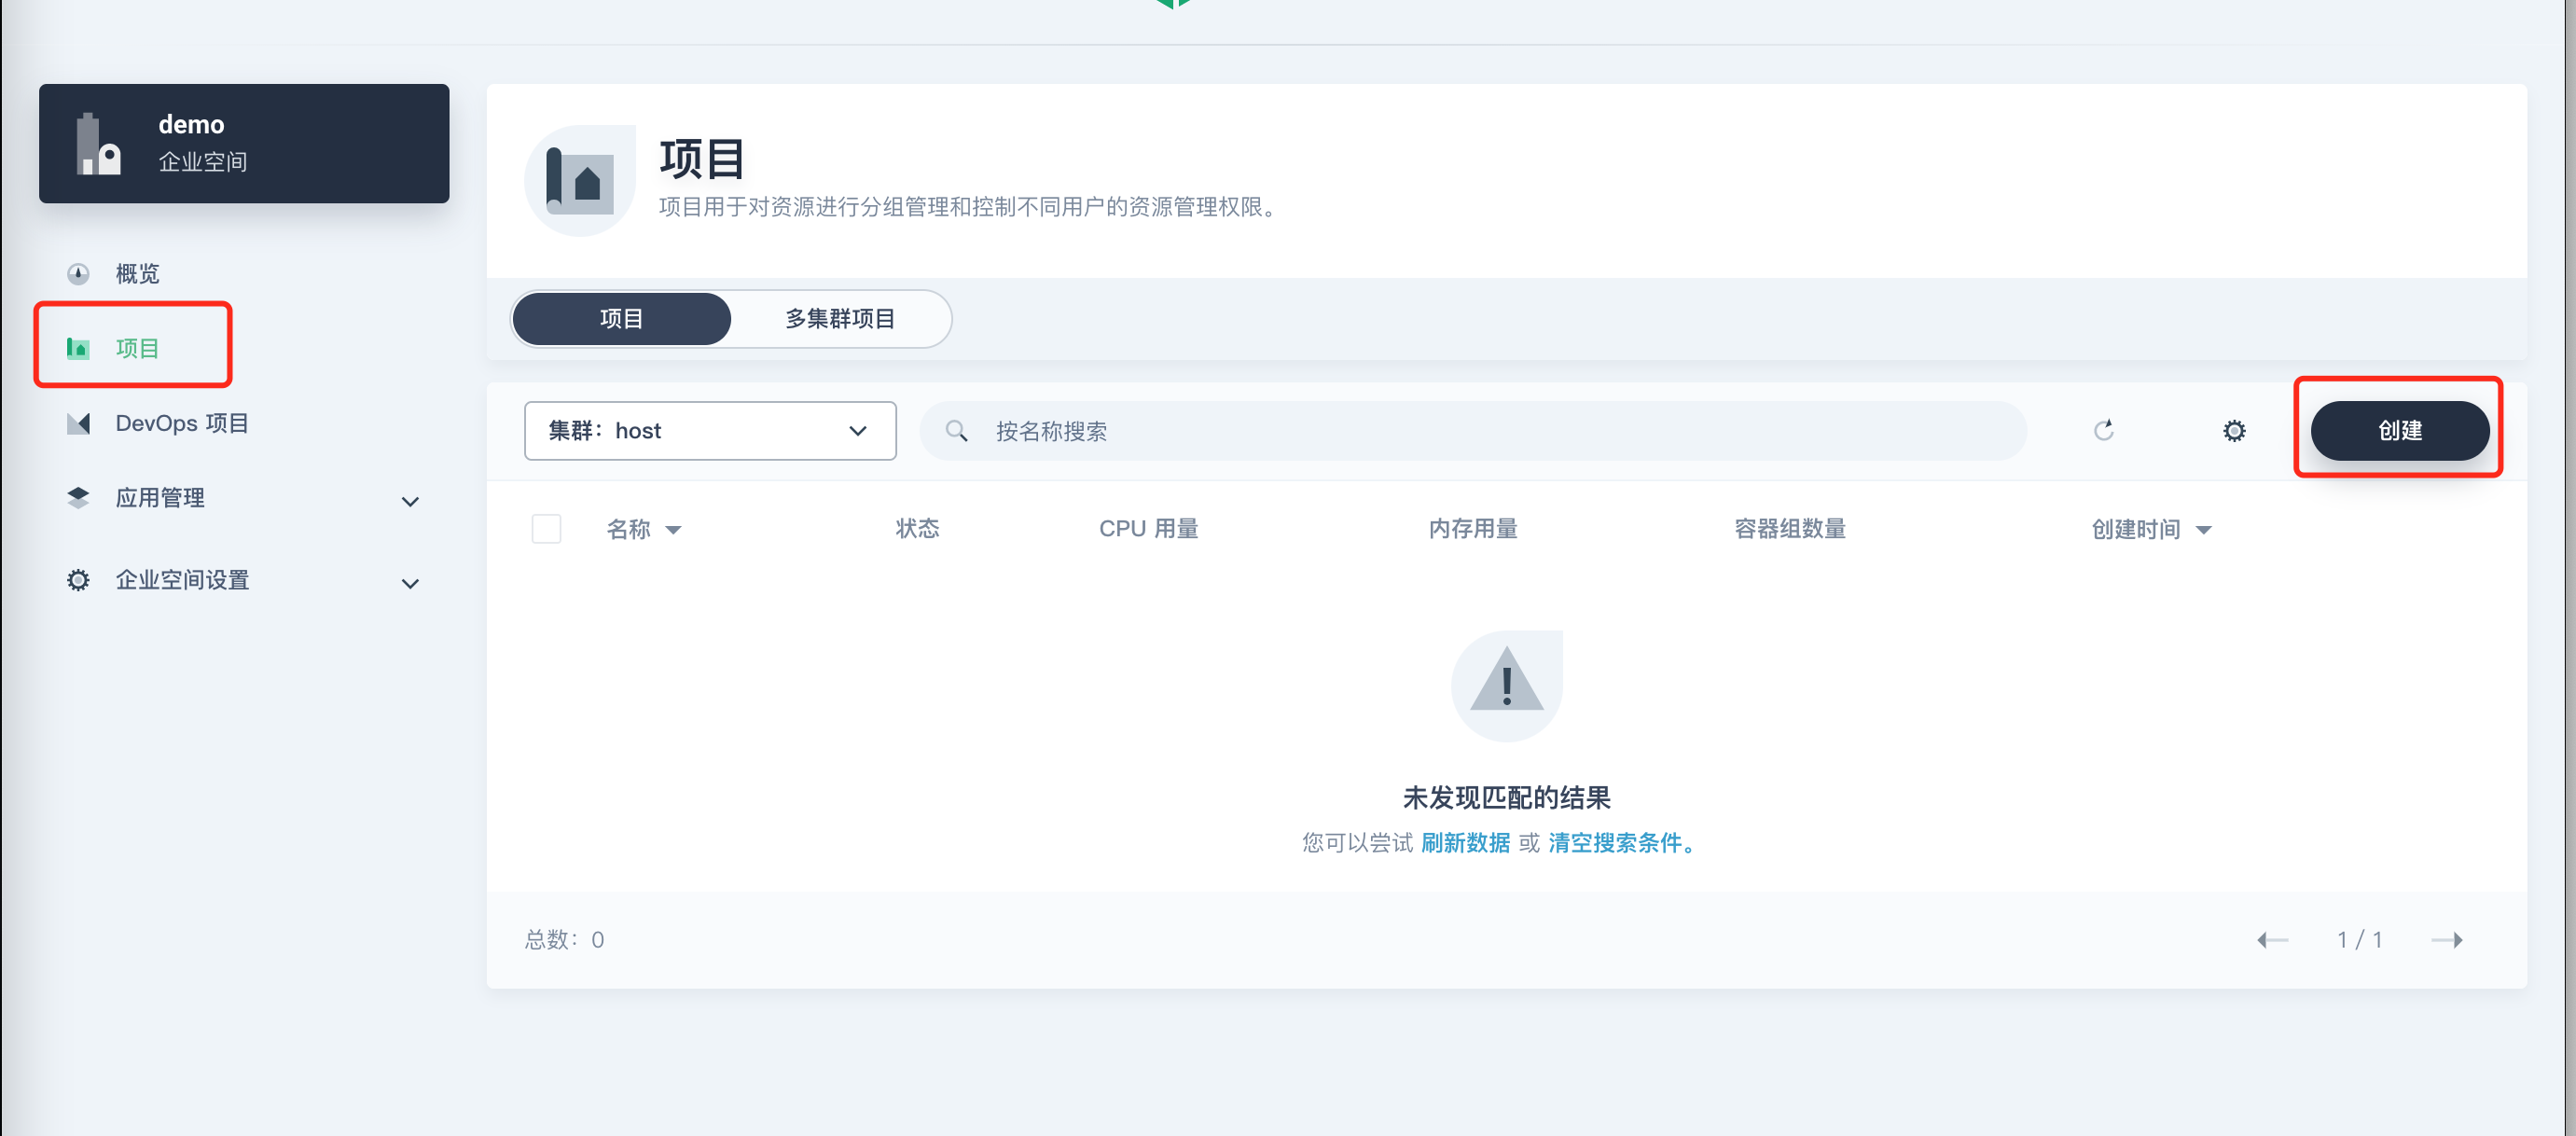 demo
企业空间
概览
项目
DevOps 项目
应用管理
企业空间设置
项目
项目用于对资源进行分组管理和控制不同用户的资源管理权限。
项目 多集群项目
集群：host 按名称搜索 创建
名称 状态 CPU 用量 内存用量 容器组数量 创建时间
未发现匹配的结果
您可以尝试 刷新数据 或 清空搜索条件。
总数：0 1 / 1